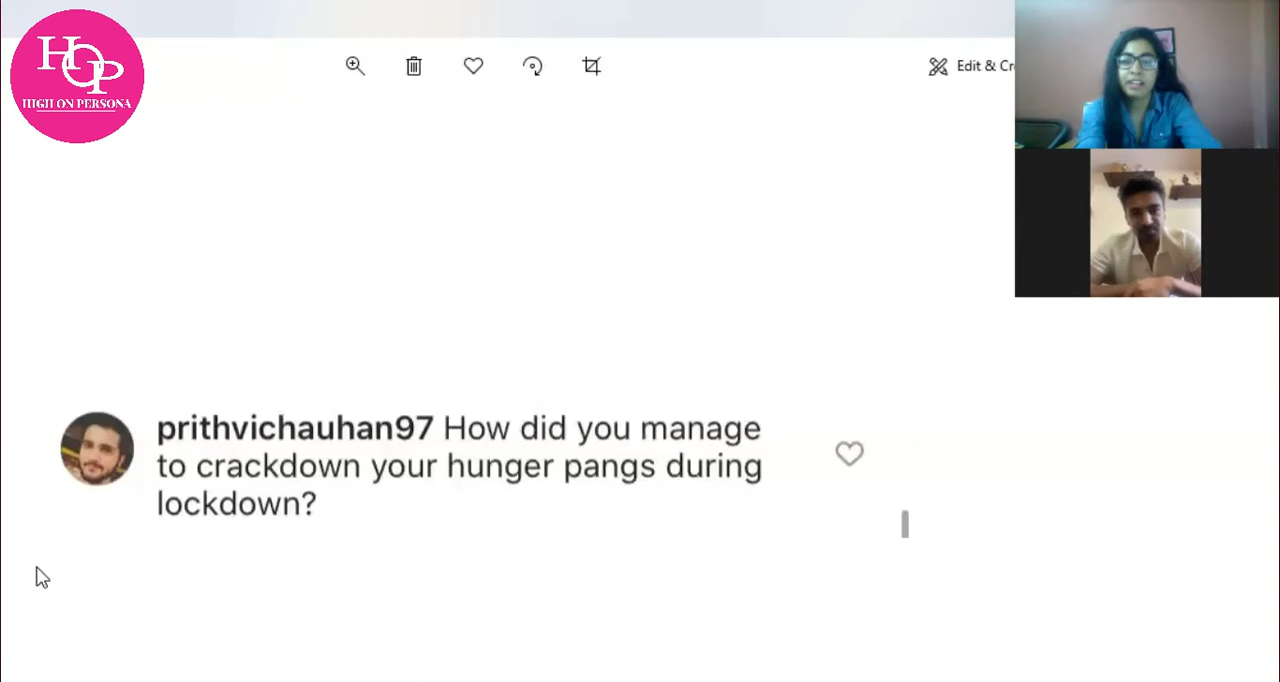 HOP
HIGH ON PERSONA
Edit & Cr
prithvichauhan97 How did you manage
to crackdown your hunger pangs during
lockdown?